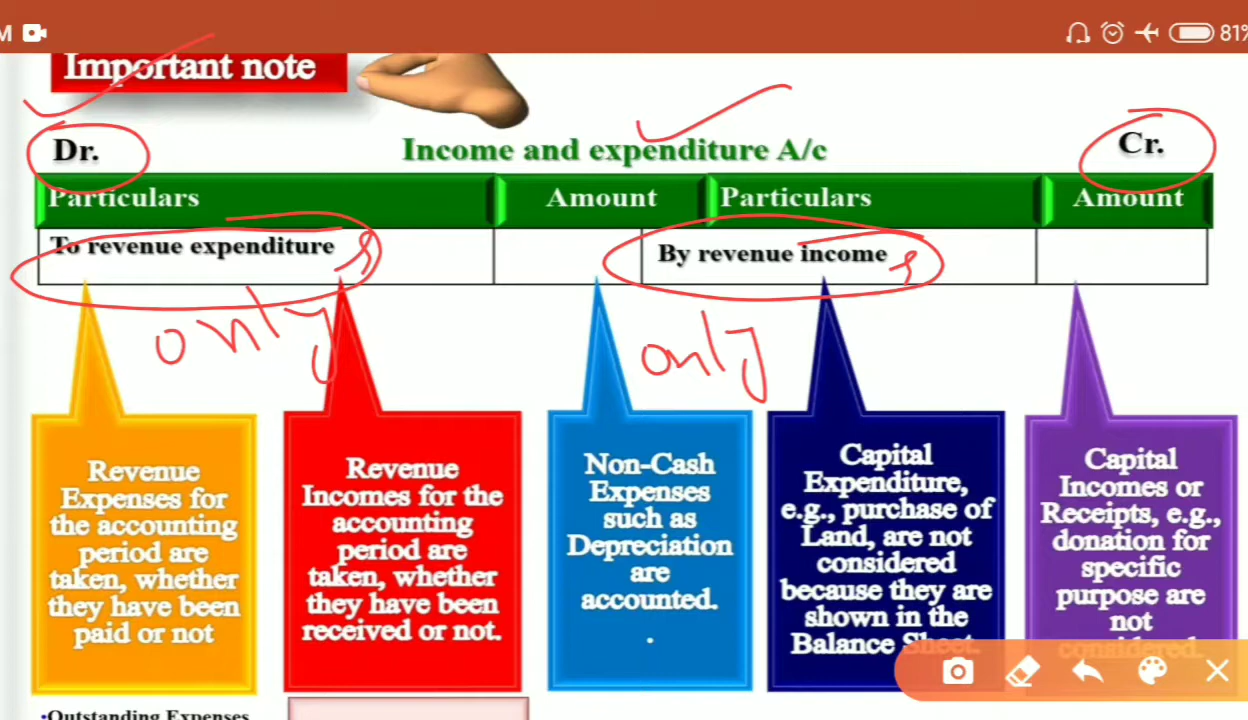 M
81%
Important note
Dr.
Income and expenditure A/c
Cr.
Particulars
Amount
Particulars
Amount
To revenue expenditure
By revenue income
only
only
Revenue
Expenses for
the accounting
period are
taken, whether
they have been
paid or not
Revenue
Incomes for the
accounting
period are
taken, whether
they have been
received or not.
Non-Cash
Expenses
such as
Depreciation
are
accounted.
.
Capital
Expenditure,
e.g., purchase of
Land, are not
considered
because they are
shown in the
Balance Sheet.
Capital
Incomes or
Receipts, e.g.,
donation for
specific
purpose are
not
considered.
•Outstanding Expenses